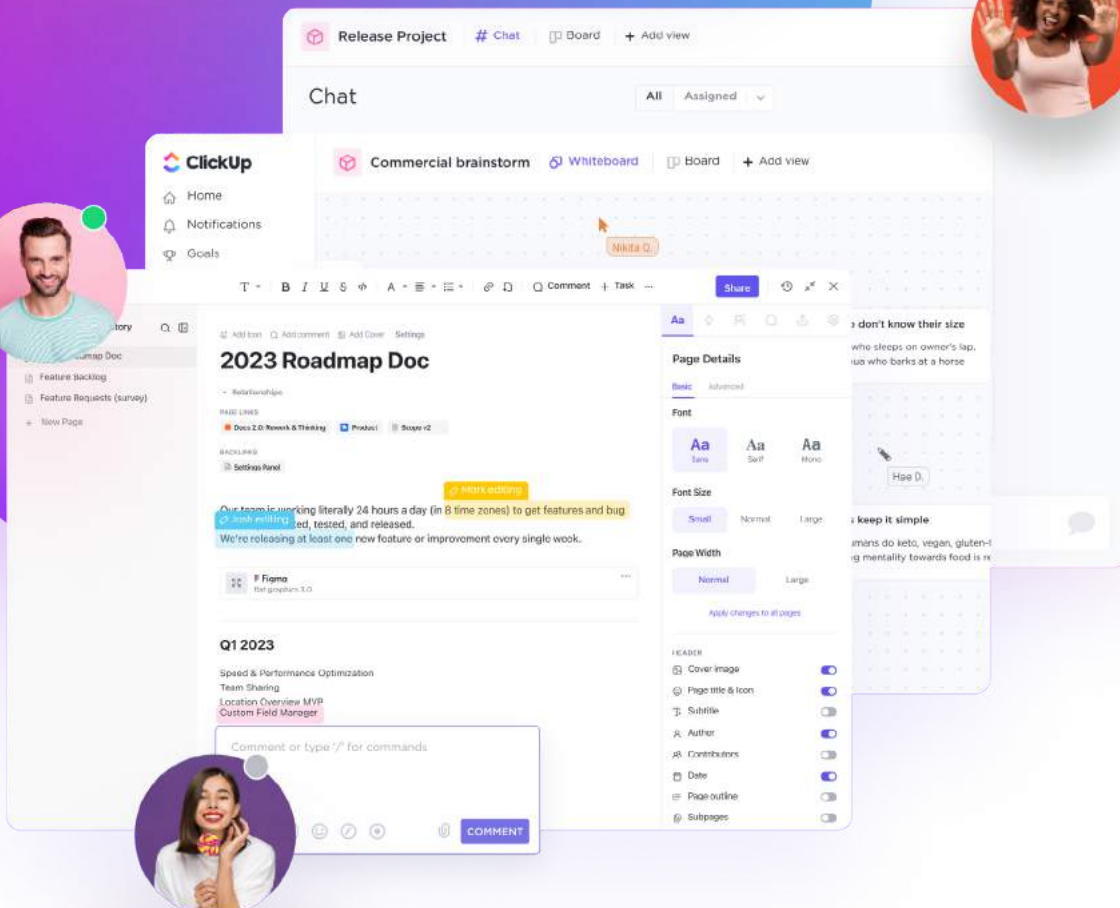 Release Project
# Chat
Board
+ Add view
Chat
All
Assigned
ClickUp
Commercial brainstorm
Whiteboard
Board
+ Add view
Home
Notifications
Goals
Nikita Q.
T
B I U S
A
Comment
+ Task
Share
Add Icon
Add comment
Add Cover
Settings
2023 Roadmap Doc
Relationships
PAGE LINKS
Docs 2.0: Rework & Thinking
Product
Scope v2
BACKLINKS
Settings Panel
Mark editing
Our team is working literally 24 hours a day (in 8 time zones) to get features and bug
Josh editing
ted, tested, and released.
We're releasing at least one new feature or improvement every single week.
Figma
Q1 2023
Speed & Performance Optimization
Team Sharing
Location Overview MVP
Custom Field Manager
Comment or type '/' for commands
COMMENT
tory
map Doc
Feature Backlog
Feature Requests (survey)
+ New Page
Aa
Page Details
Basic
Advanced
Font
Aa
Aa
Aa
Sans
Serif
Mono
Font Size
Small
Normal
Large
Page Width
Normal
Large
Apply changes to all pages
HEADER
Cover image
Page title & Icon
Subtitle
Author
Contributors
Date
Page outline
Subpages
don't know their size
who sleeps on owner's lap,
ua who barks at a horse
Hae D.
keep it simple
umans do keto, vegan, gluten-f
g mentality towards food is re